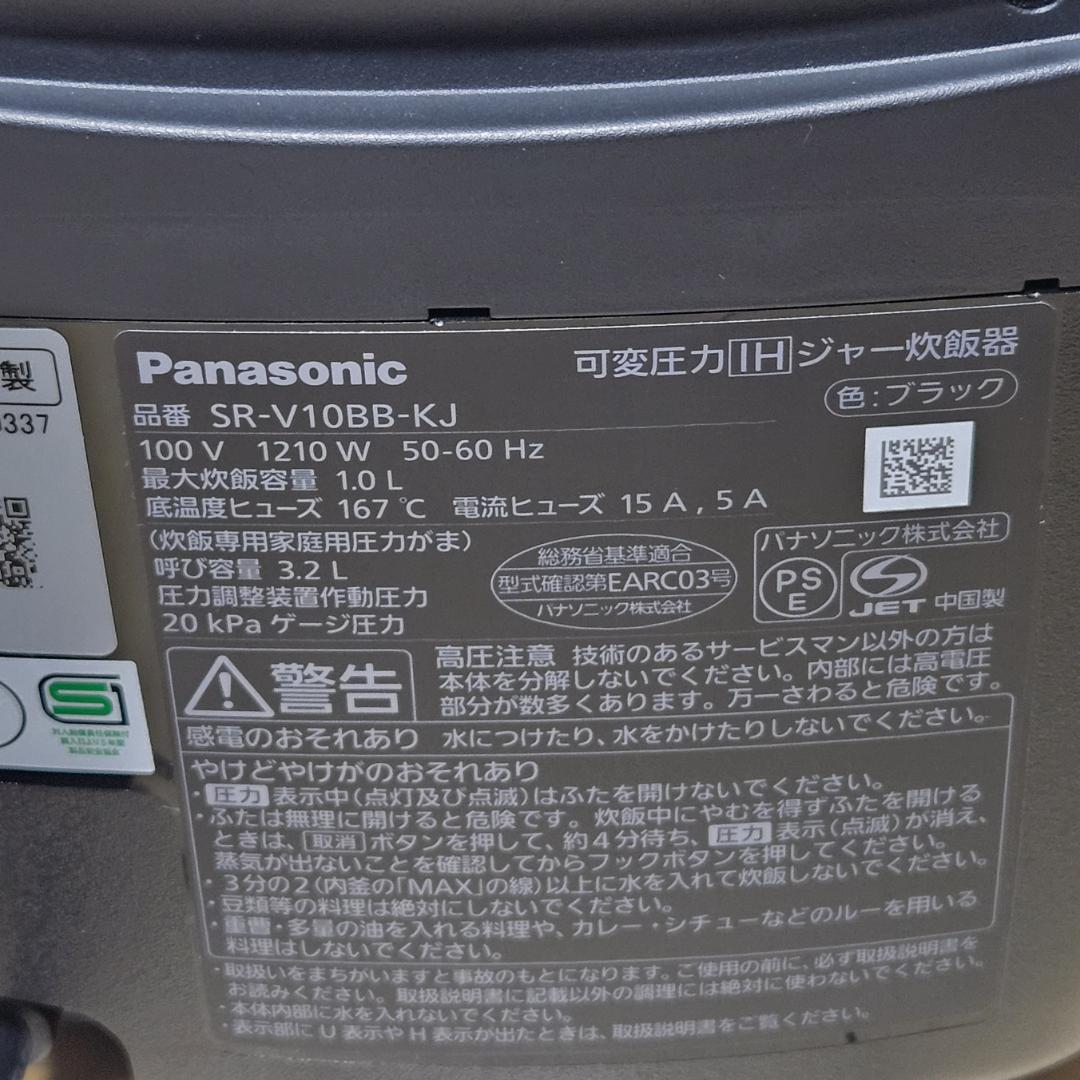 製
0337
Panasonic
可変圧力IHジャー炊飯器
品番 SR-V10BB-KJ
色:ブラック
100 V 1210 W 50-60 Hz
最大炊飯容量 1.0 L
底温度ヒューズ 167 ℃ 電流ヒューズ 15 A , 5 A
(炊飯専用家庭用圧力がま)
呼び容量 3.2 L
圧力調整装置作動圧力
20 kPa ゲージ圧力
総務省基準適合
型式確認第EARC03号
パナソニック株式会社
パナソニック株式会社
PS
E
JET 中国製
警告
高圧注意 技術のあるサービスマン以外の方は
本体を分解しないでください。内部には高電圧
部分が数多くあります。万一さわると危険です。
感電のおそれあり 水につけたり、水をかけたりしないでください。
やけどやけがのおそれあり
・圧力表示中(点灯及び点滅)はふたを開けないでください。
・ふたは無理に開けると危険です。炊飯中にやむを得ずふたを開ける
ときは、取消ボタンを押して、約4分待ち、圧力表示(点滅)が消え、
蒸気が出ないことを確認してからフックボタンを押してください。
・3分の2(内釜の「MAX」の線)以上に水を入れて炊飯しないでください。
・豆類等の料理は絶対にしないでください。
・重曹・多量の油を入れる料理や、カレー・シチューなどのルーを用いる
料理はしないでください。
・取扱いをまちがいますと事故のもとになります。ご使用の前に、必ず取扱説明書を
お読みください。取扱説明書に記載以外の調理には絶対に使わないでください。
・本体内部に水を入れないでください。
・表示部にU表示やH表示が出たときは、取扱説明書をご覧ください。